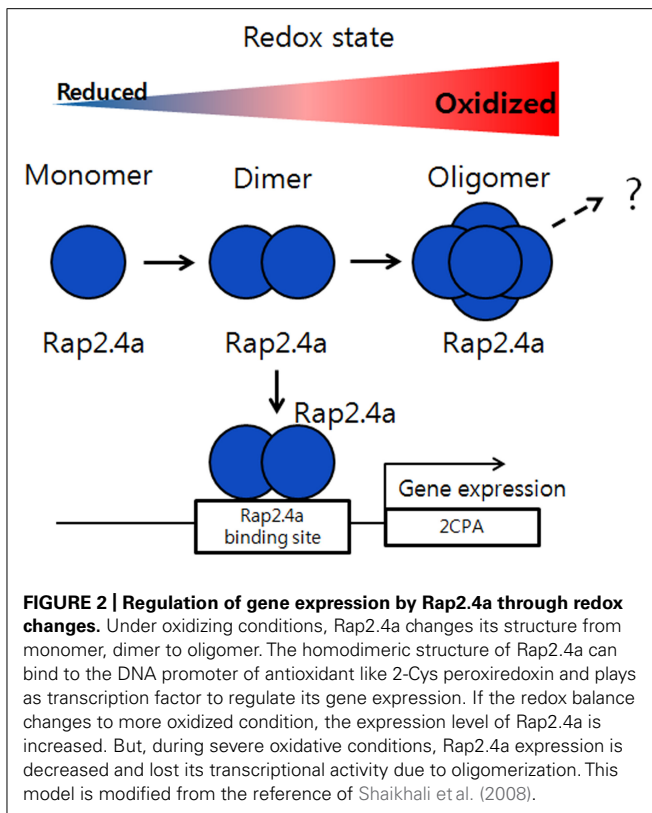 Redox state
Reduced
Oxidized
Monomer Dimer Oligomer
?
Rap2.4a Rap2.4a Rap2.4a
Rap2.4a
Gene expression
Rap2.4a
binding site
2CPA
FIGURE 2 | Regulation of gene expression by Rap2.4a through redox
changes. Under oxidizing conditions, Rap2.4a changes its structure from
monomer, dimer to oligomer. The homodimeric structure of Rap2.4a can
bind to the DNA promoter of antioxidant like 2-Cys peroxiredoxin and plays
as transcription factor to regulate its gene expression. If the redox balance
changes to more oxidized condition, the expression level of Rap2.4a is
increased. But, during severe oxidative conditions, Rap2.4a expression is
decreased and lost its transcriptional activity due to oligomerization. This
model is modified from the reference of Shaikhali et al. (2008).